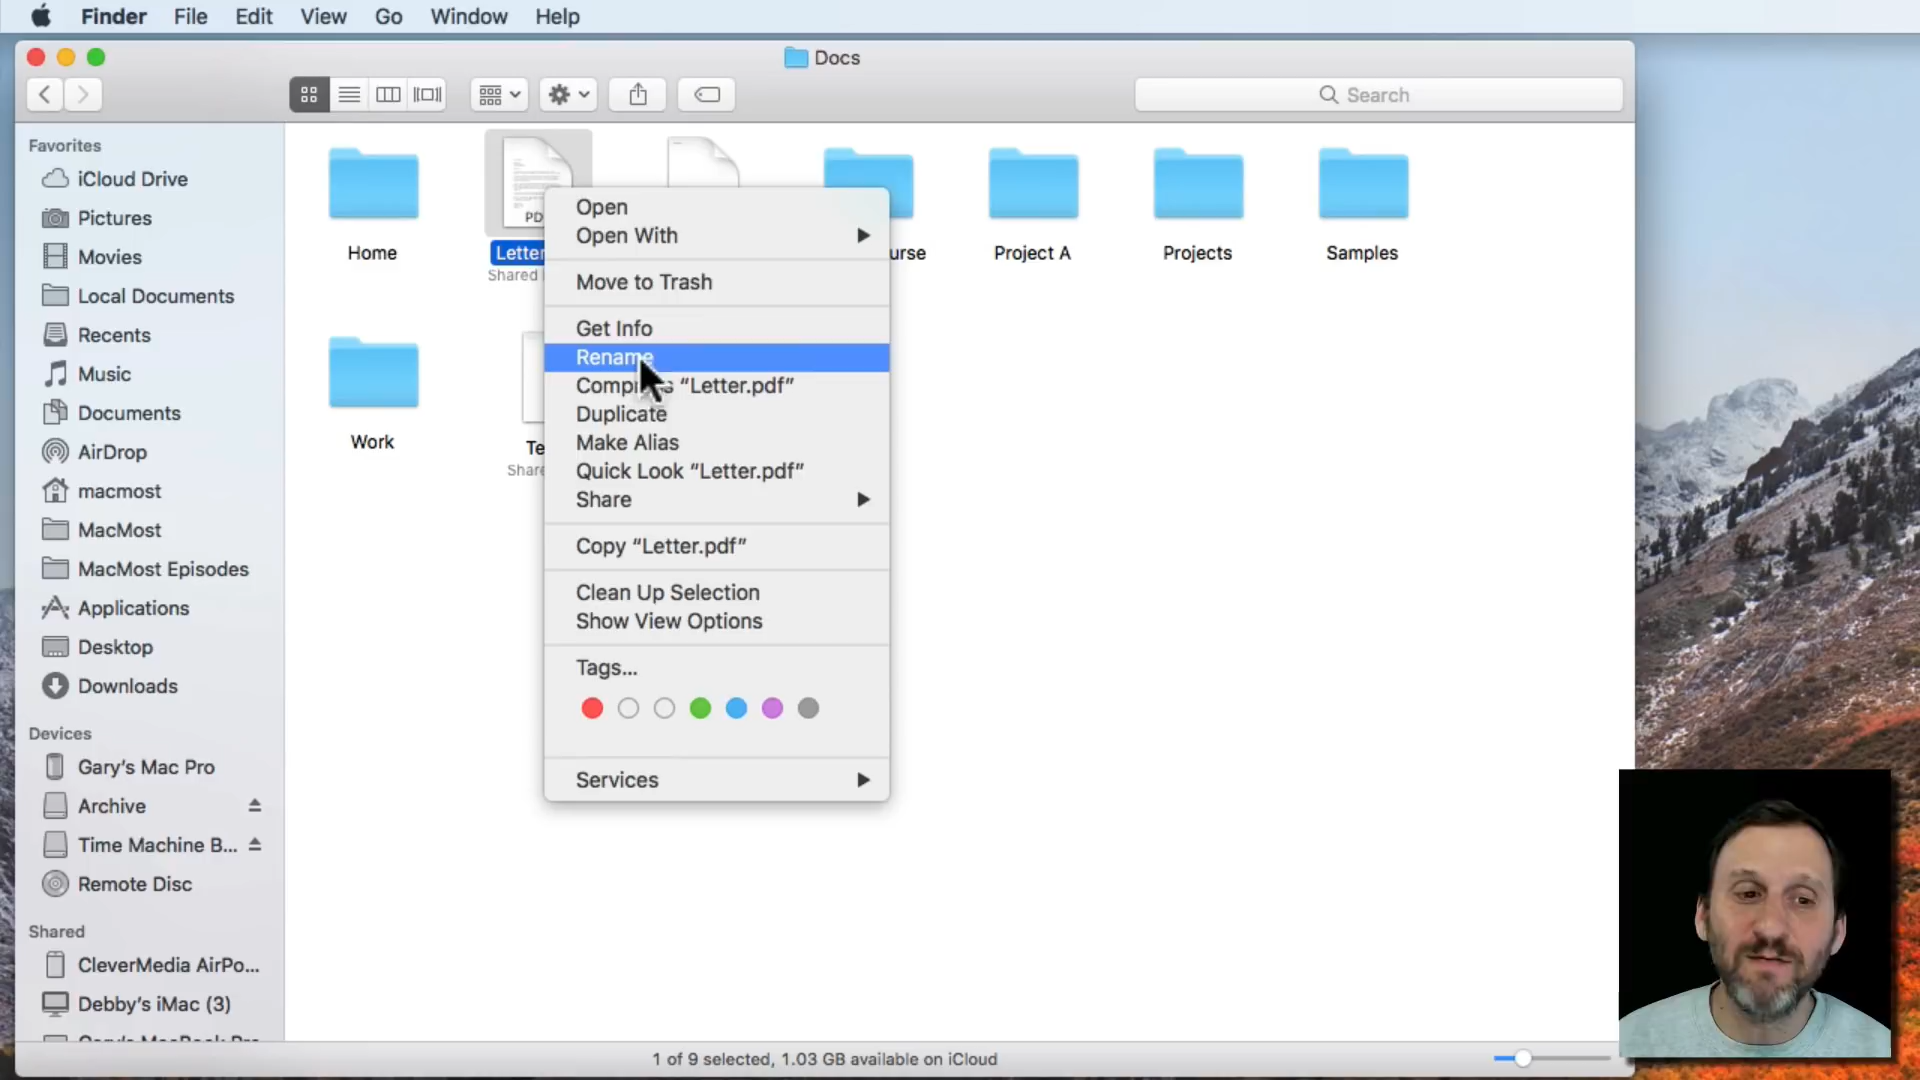 Finder File Edit View Go Window Help
Docs
Search
Favorites
iCloud Drive
Pictures
Movies
Local Documents
Recents
Music
Documents
AirDrop
macmost
MacMost
MacMost Episodes
Applications
Desktop
Downloads
Devices
Gary's Mac Pro
Archive
Time Machine B...
Remote Disc
Shared
CleverMedia AirPo...
Debby's iMac (3)
Home
Letter
Shared
urse
Project A
Projects
Samples
Work
Te
Share
Open
Open With
Move to Trash
Get Info
Rename
Compress “Letter.pdf”
Duplicate
Make Alias
Quick Look “Letter.pdf”
Share
Copy “Letter.pdf”
Clean Up Selection
Show View Options
Tags...
Services
1 of 9 selected, 1.03 GB available on iCloud